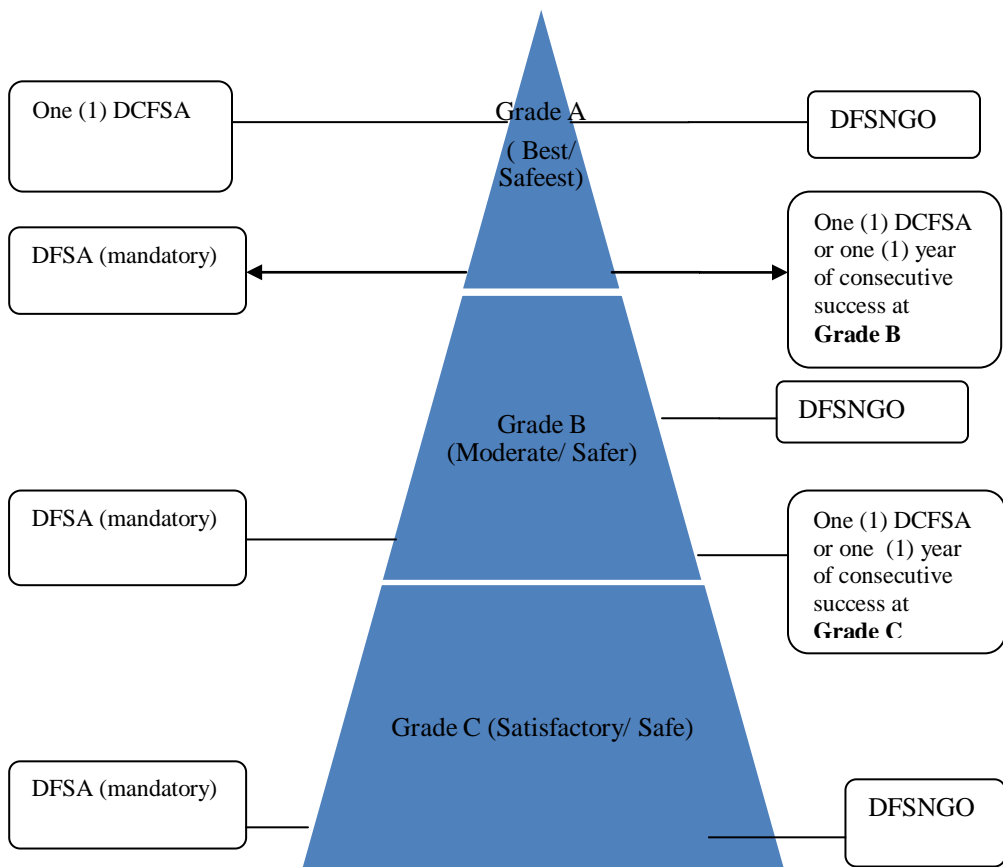 One (1) DCFSA
Grade A
( Best/
Safeest)
DFSNGO
DFSA (mandatory)
One (1) DCFSA
or one (1) year
of consecutive
success at
Grade B
DFSNGO
Grade B
(Moderate/ Safer)
DFSA (mandatory)
One (1) DCFSA
or one (1) year
of consecutive
success at
Grade C
Grade C (Satisfactory/ Safe)
DFSA (mandatory)
DFSNGO